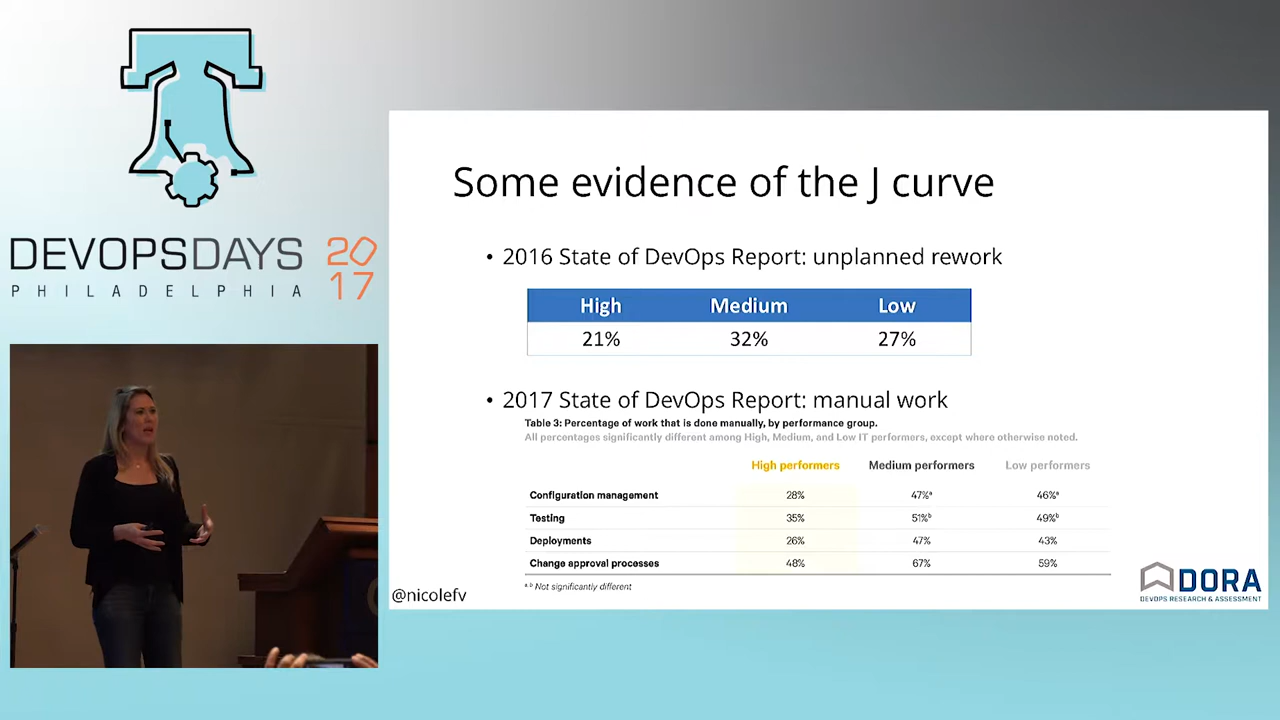 DEVOPSDAYS 2017
PHILADELPHIA
Some evidence of the J curve
• 2016 State of DevOps Report: unplanned rework
High Medium Low
21% 32% 27%
• 2017 State of DevOps Report: manual work
Table 3: Percentage of work that is done manually, by performance group.
All percentages significantly different among High, Medium, and Low IT performers, except where otherwise noted.
High performers Medium performers Low performers
Configuration management 28% 47%ᵃ 46%ᵃ
Testing 35% 51%ᵇ 49%ᵇ
Deployments 26% 47% 43%
Change approval processes 48% 67% 59%
ᵃ ᵇ Not significantly different
@nicolefv
DORA
DEVOPS RESEARCH & ASSESSMENT